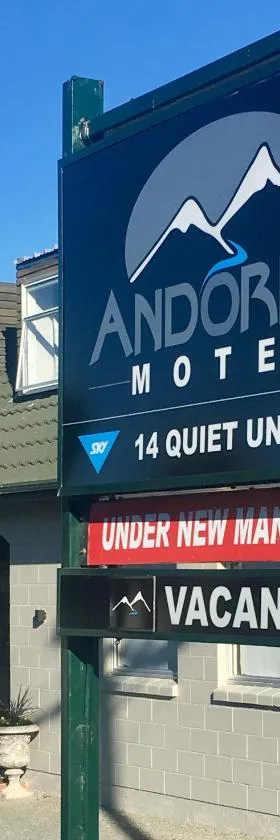 ANDOR
MOTE
SKY
14 QUIET UN
UNDER NEW MAN
VACAN